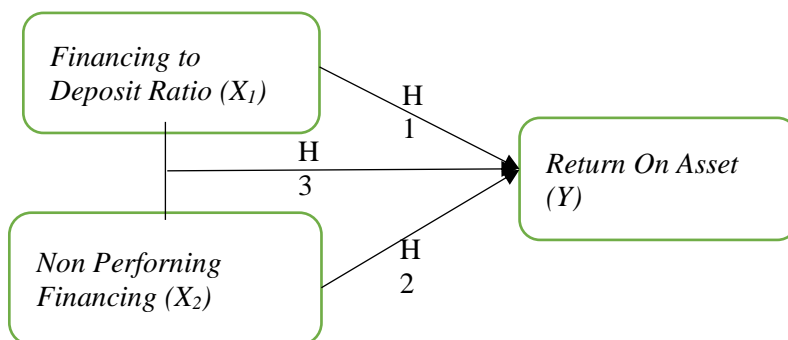 Financing to
Deposit Ratio (X1)
H
1
H
3
Return On Asset
(Y)
Non Perforning
Financing (X2)
H
2